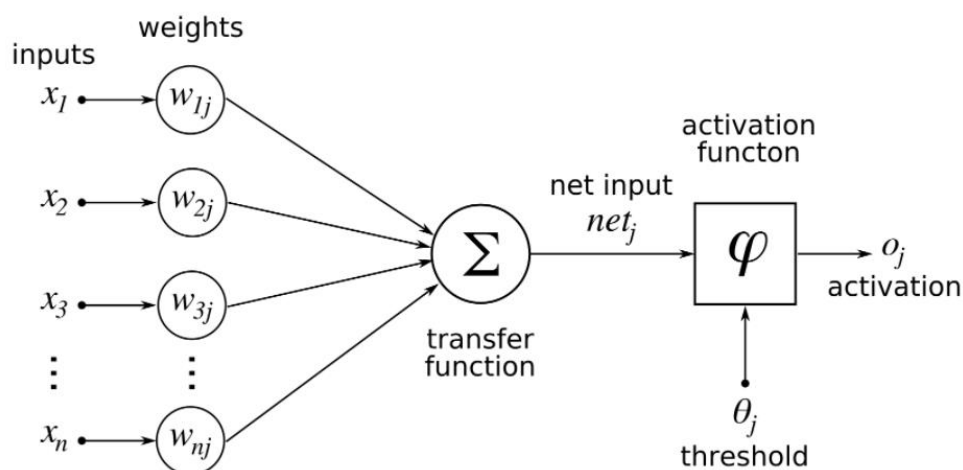 inputs
weights
x1
w1j
x2
w2j
x3
w3j
⋮
⋮
xn
wnj
Σ
transfer
function
net input
netj
activation
functon
φ
oj
activation
θj
threshold